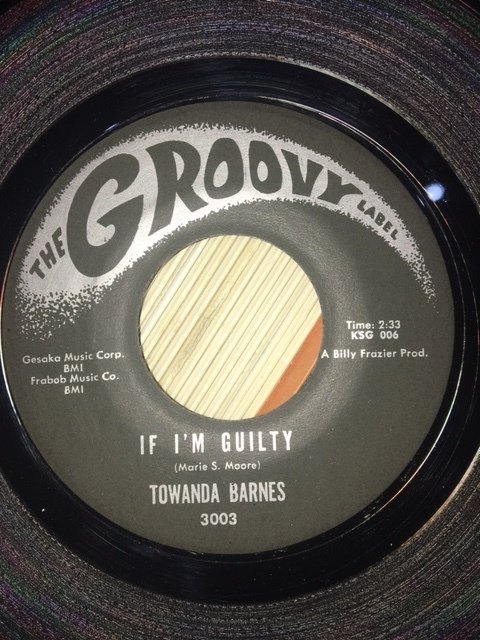 THE GROOVY LABEL
Time: 2:33
KSG 006
Gesaka Music Corp.
BMI
Frabob Music Co.
BMI
A Billy Frazier Prod.
IF I'M GUILTY
(Marie S. Moore)
TOWANDA BARNES
3003